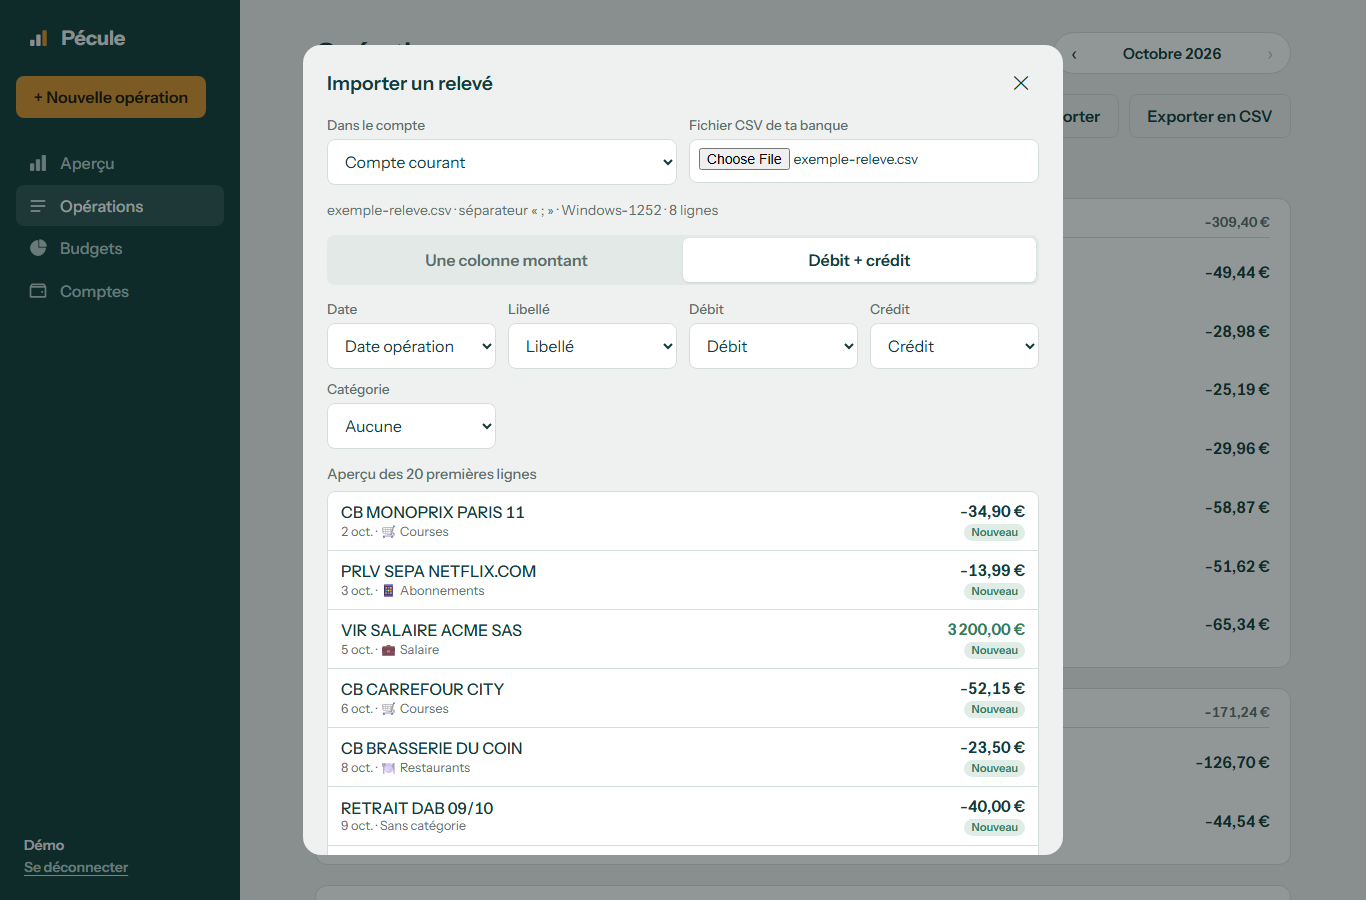 Pécule
+ Nouvelle opération
Aperçu
Opérations
Budgets
Comptes
Démo
Se déconnecter
Octobre 2026
orter
Exporter en CSV
-309,40 €
-49,44 €
-28,98 €
-25,19 €
-29,96 €
-58,87 €
-51,62 €
-65,34 €
-171,24 €
-126,70 €
-44,54 €
Importer un relevé
Dans le compte
Fichier CSV de ta banque
Compte courant
Choose File exemple-releve.csv
exemple-releve.csv · séparateur « ; » · Windows-1252 · 8 lignes
Une colonne montant
Débit + crédit
Date
Libellé
Débit
Crédit
Date opération
Libellé
Débit
Crédit
Catégorie
Aucune
Aperçu des 20 premières lignes
CB MONOPRIX PARIS 11
-34,90 €
2 oct. · Courses
Nouveau
PRLV SEPA NETFLIX.COM
-13,99 €
3 oct. · Abonnements
Nouveau
VIR SALAIRE ACME SAS
3 200,00 €
5 oct. · Salaire
Nouveau
CB CARREFOUR CITY
-52,15 €
6 oct. · Courses
Nouveau
CB BRASSERIE DU COIN
-23,50 €
8 oct. · Restaurants
Nouveau
RETRAIT DAB 09/10
-40,00 €
9 oct. · Sans catégorie
Nouveau